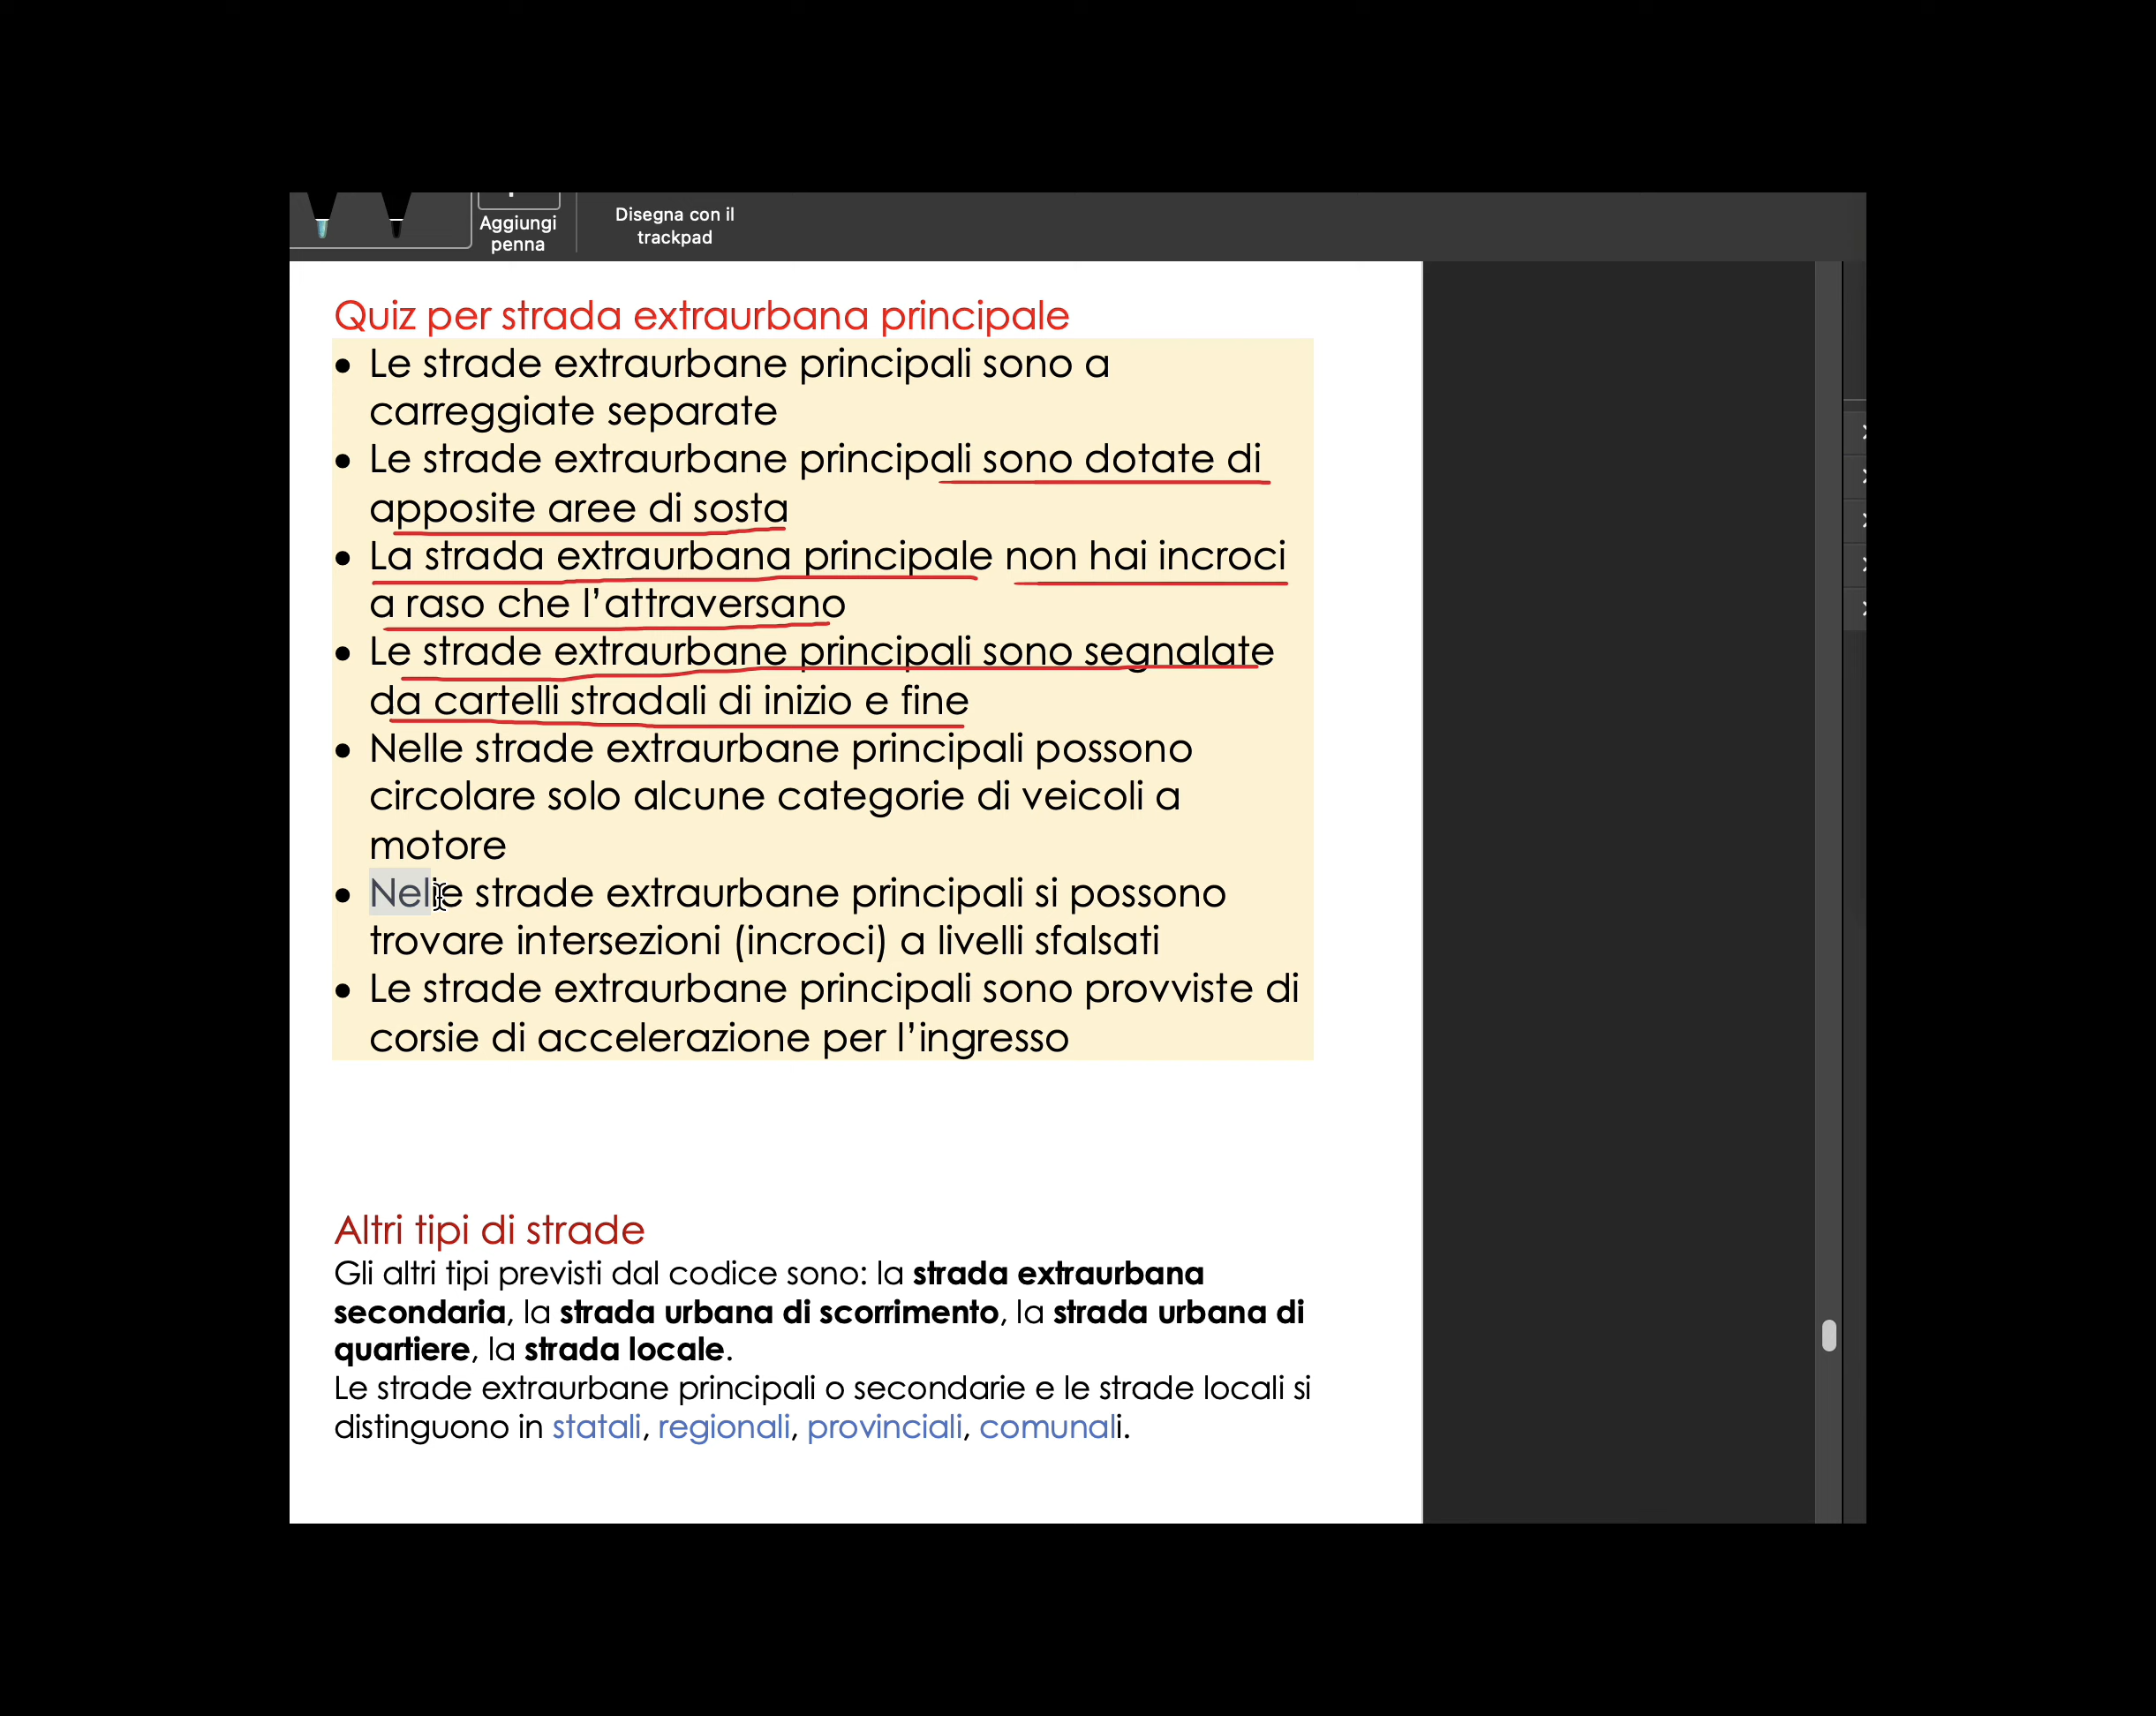 Aggiungi
penna
Disegna con il
trackpad
Quiz per strada extraurbana principale
• Le strade extraurbane principali sono a
carreggiate separate
• Le strade extraurbane principali sono dotate di
apposite aree di sosta
• La strada extraurbana principale non hai incroci
a raso che l’attraversano
• Le strade extraurbane principali sono segnalate
da cartelli stradali di inizio e fine
• Nelle strade extraurbane principali possono
circolare solo alcune categorie di veicoli a
motore
• Nelle strade extraurbane principali si possono
trovare intersezioni (incroci) a livelli sfalsati
• Le strade extraurbane principali sono provviste di
corsie di accelerazione per l’ingresso
Altri tipi di strade
Gli altri tipi previsti dal codice sono: la strada extraurbana
secondaria, la strada urbana di scorrimento, la strada urbana di
quartiere, la strada locale.
Le strade extraurbane principali o secondarie e le strade locali si
distinguono in statali, regionali, provinciali, comunali.